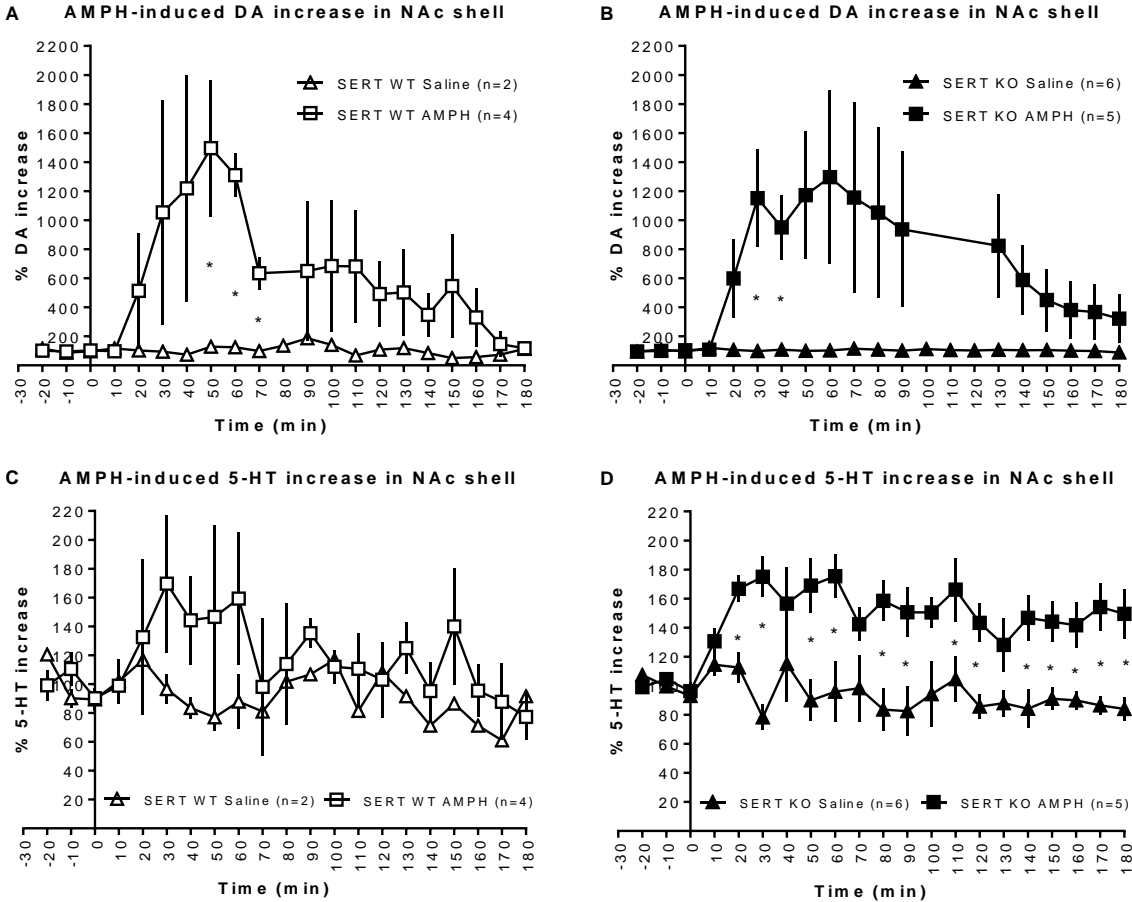 A AMPH-induced DA increase in NAc shell
2200
2000
1800
1600
1400
1200
1000
800
600
400
200
% DA increase
SERT WT Saline (n=2)
SERT WT AMPH (n=4)
*
*
*
-30 -20 -10 0 10 20 30 40 50 60 70 80 90 100 110 120 130 140 150 160 170 180
Time (min)
B AMPH-induced DA increase in NAc shell
2200
2000
1800
1600
1400
1200
1000
800
600
400
200
% DA increase
SERT KO Saline (n=6)
SERT KO AMPH (n=5)
* *
-30 -20 -10 0 10 20 30 40 50 60 70 80 90 100 110 120 130 140 150 160 170 180
Time (min)
C AMPH-induced 5-HT increase in NAc shell
220
200
180
160
140
120
100
80
60
40
20
% 5-HT increase
SERT WT Saline (n=2) SERT WT AMPH (n=4)
-30 -20 -10 0 10 20 30 40 50 60 70 80 90 100 110 120 130 140 150 160 170 180
Time (min)
D AMPH-induced 5-HT increase in NAc shell
220
200
180
160
140
120
100
80
60
40
20
% 5-HT increase
* * * * * * * * * * * * *
SERT KO Saline (n=6) SERT KO AMPH (n=5)
-30 -20 -10 0 10 20 30 40 50 60 70 80 90 100 110 120 130 140 150 160 170 180
Time (min)